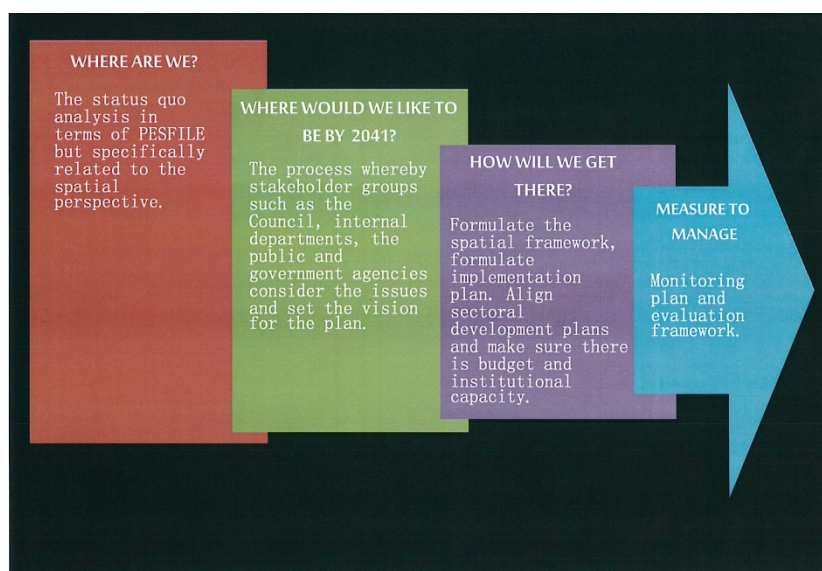 WHERE ARE WE?
The status quo
analysis in
terms of PESFILE
but specifically
related to the
spatial
perspective.
WHERE WOULD WE LIKE TO
BE BY 2041?
The process whereby
stakeholder groups
such as the
Council, internal
departments, the
public and
government agencies
consider the issues
and set the vision
for the plan.
HOW WILL WE GET
THERE?
Formulate the
spatial framework,
formulate
implementation
plan. Align
sectoral
development plans
and make sure there
is budget and
institutional
capacity.
MEASURE TO
MANAGE
Monitoring
plan and
evaluation
framework.